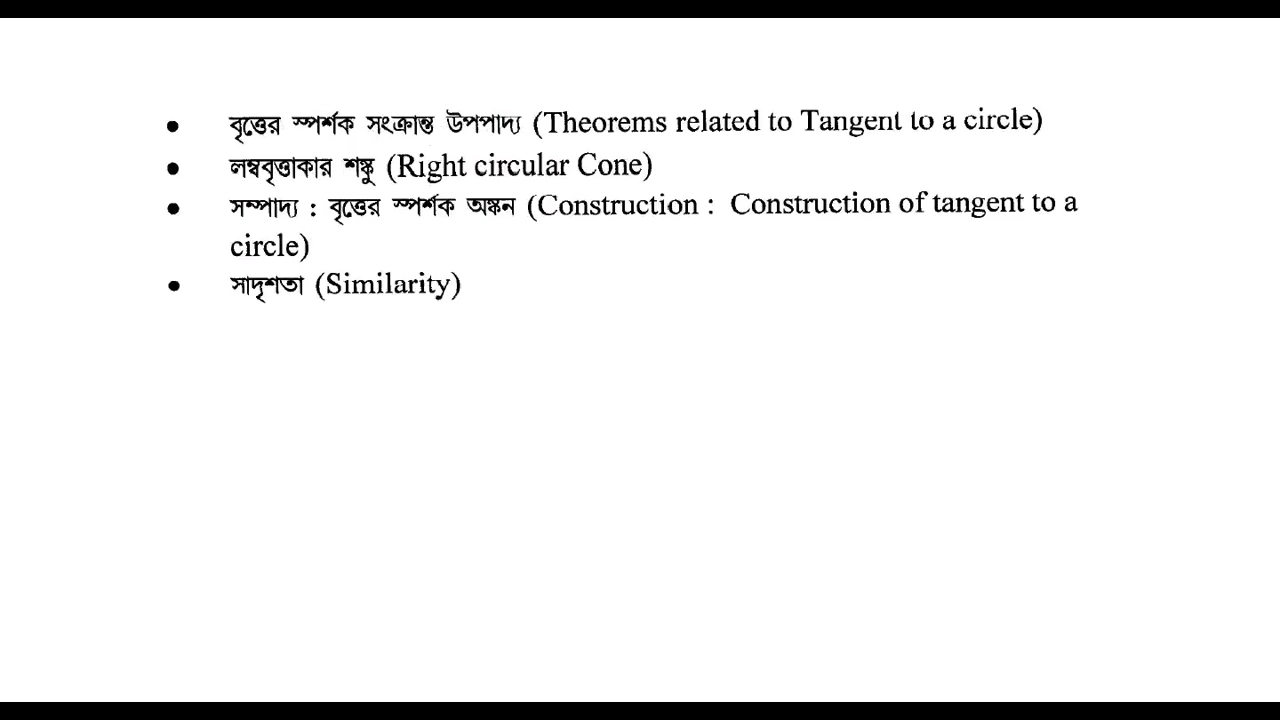 • বৃত্তের স্পর্শক সংক্রান্ত উপপাদ্য (Theorems related to Tangent to a circle)
• লম্ববৃত্তাকার শঙ্কু (Right circular Cone)
• সম্পাদ্য : বৃত্তের স্পর্শক অঙ্কন (Construction : Construction of tangent to a
circle)
• সাদৃশতা (Similarity)